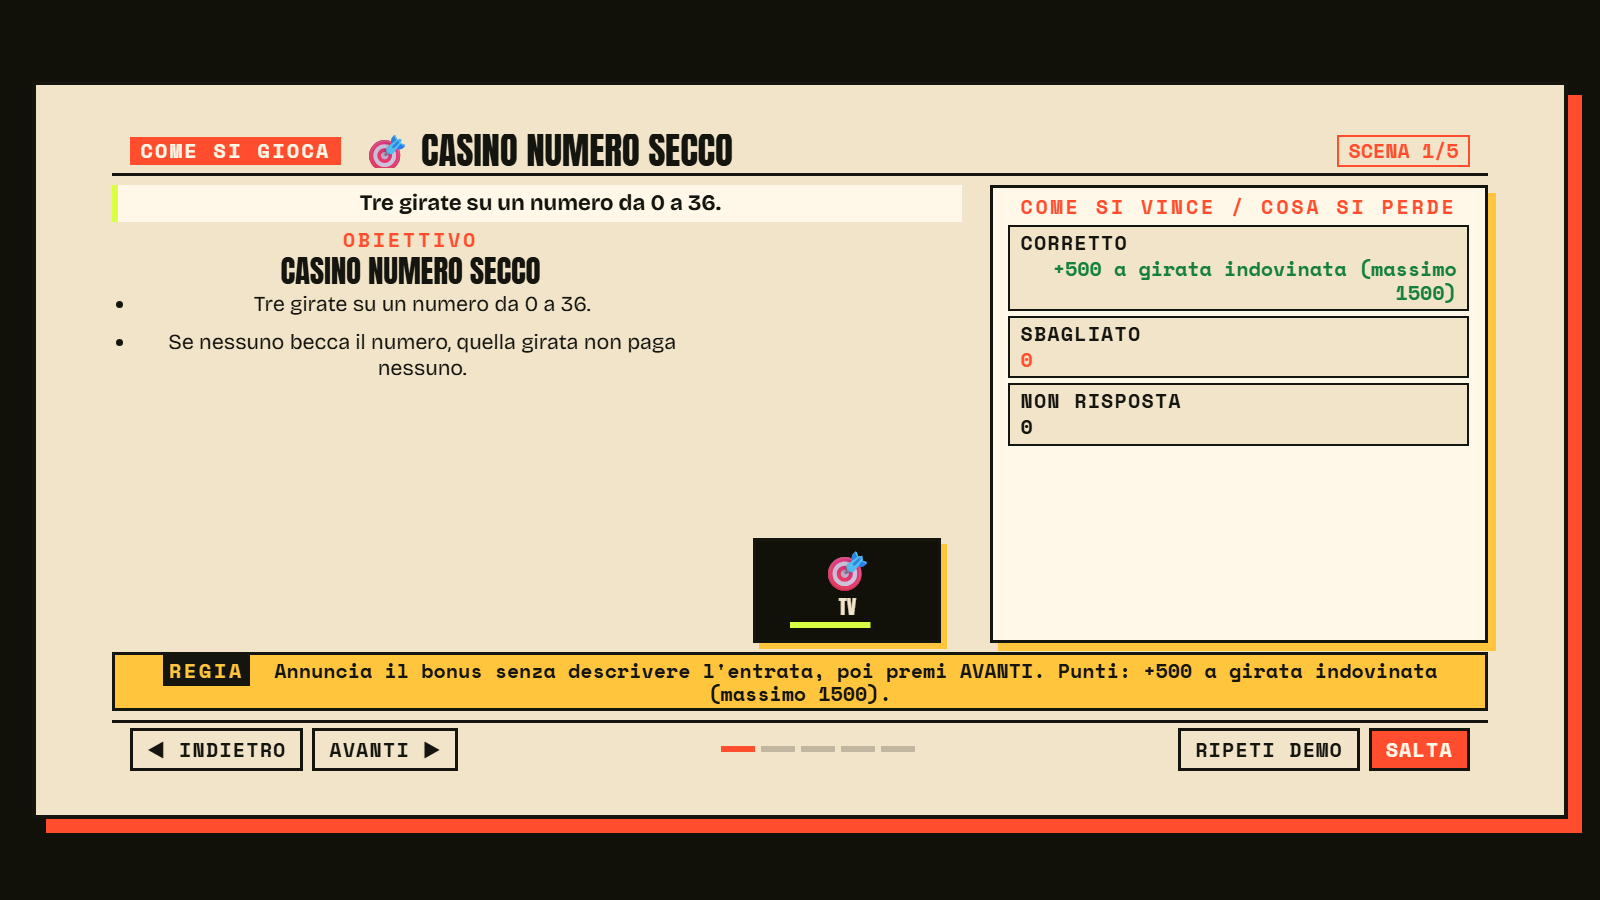 COME SI GIOCA
CASINO NUMERO SECCO
SCENA 1/5
Tre girate su un numero da 0 a 36.
OBIETTIVO
CASINO NUMERO SECCO
• Tre girate su un numero da 0 a 36.
• Se nessuno becca il numero, quella girata non paga
nessuno.
TV
COME SI VINCE / COSA SI PERDE
CORRETTO
+500 a girata indovinata (massimo
1500)
SBAGLIATO
0
NON RISPOSTA
0
REGIA Annuncia il bonus senza descrivere l'entrata, poi premi AVANTI. Punti: +500 a girata indovinata
(massimo 1500).
◀ INDIETRO
AVANTI ▶
RIPETI DEMO
SALTA